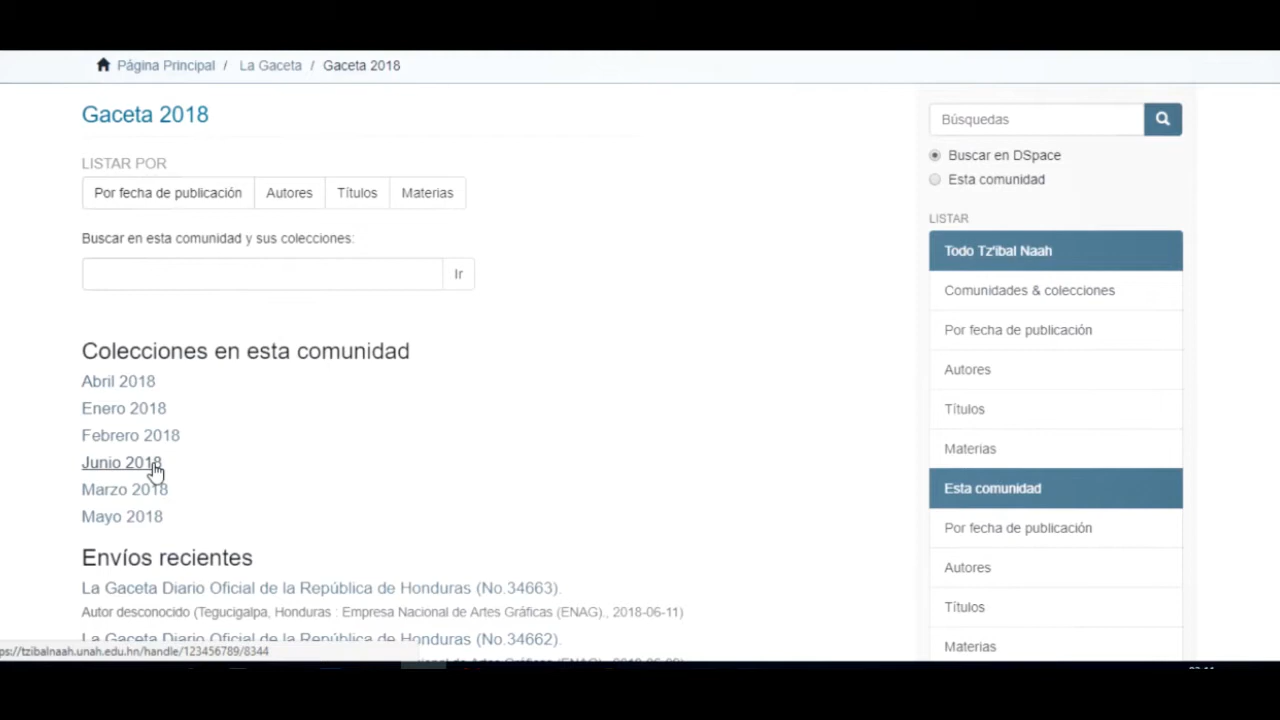 Página Principal / La Gaceta / Gaceta 2018
Gaceta 2018
LISTAR POR
Por fecha de publicación Autores Títulos Materias
Buscar en esta comunidad y sus colecciones:
Ir
Colecciones en esta comunidad
Abril 2018
Enero 2018
Febrero 2018
Junio 2018
Marzo 2018
Mayo 2018
Envíos recientes
La Gaceta Diario Oficial de la República de Honduras (No.34663).
Autor desconocido (Tegucigalpa, Honduras : Empresa Nacional de Artes Gráficas (ENAG)., 2018-06-11)
La Gaceta Diario Oficial de la República de Honduras (No.34662).
ps://tzibalnaah.unah.edu.hn/handle/123456789/8344
Búsquedas
Buscar en DSpace
Esta comunidad
LISTAR
Todo Tz'ibal Naah
Comunidades & colecciones
Por fecha de publicación
Autores
Títulos
Materias
Esta comunidad
Por fecha de publicación
Autores
Títulos
Materias